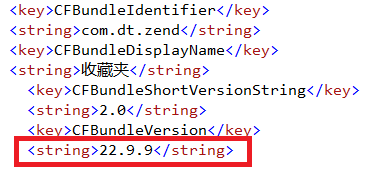 <key>CFBundleIdentifier</key>
<string>com.dt.zend</string>
<key>CFBundleDisplayName</key>
<string>收藏夹</string>
<key>CFBundleShortVersionString</key>
<string>2.0</string>
<key>CFBundleVersion</key>
<string>22.9.9</string>